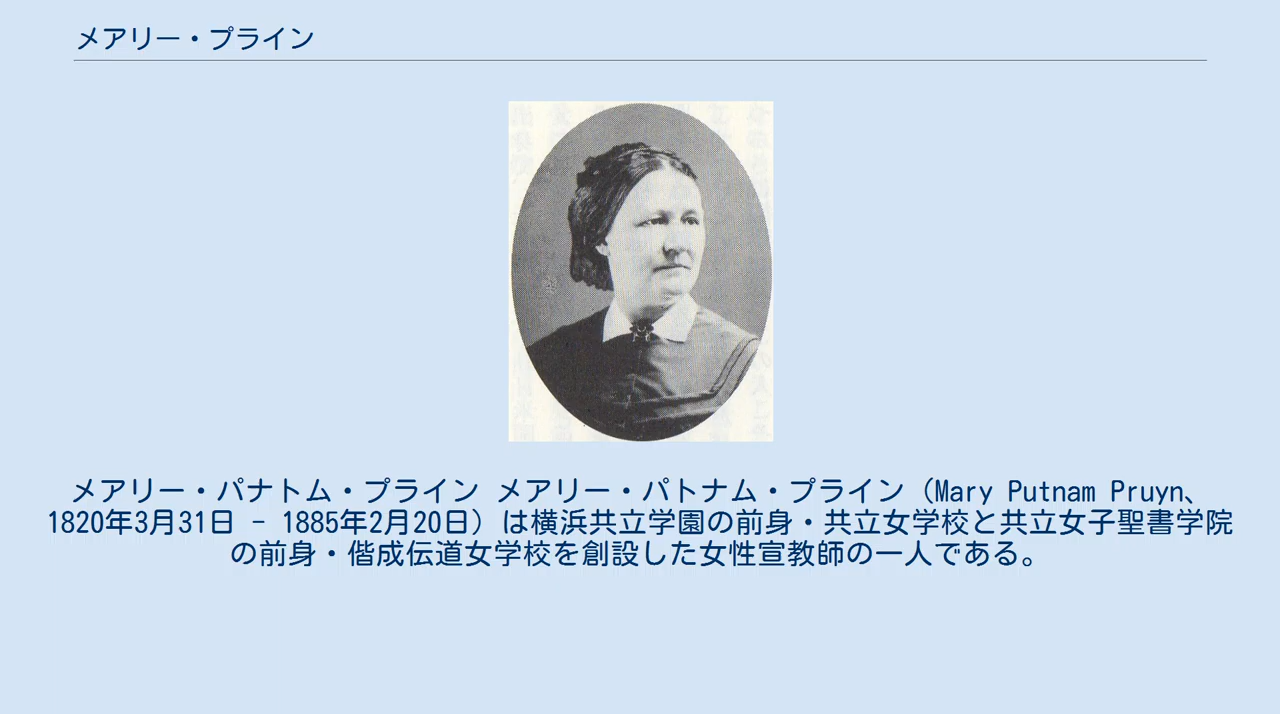 メアリー・プライン
メアリー・パナトム・プライン メアリー・パトナム・プライン（Mary Putnam Pruyn、
1820年3月31日 - 1885年2月20日）は横浜共立学園の前身・共立女学校と共立女子聖書学院
の前身・偕成伝道女学校を創設した女性宣教師の一人である。